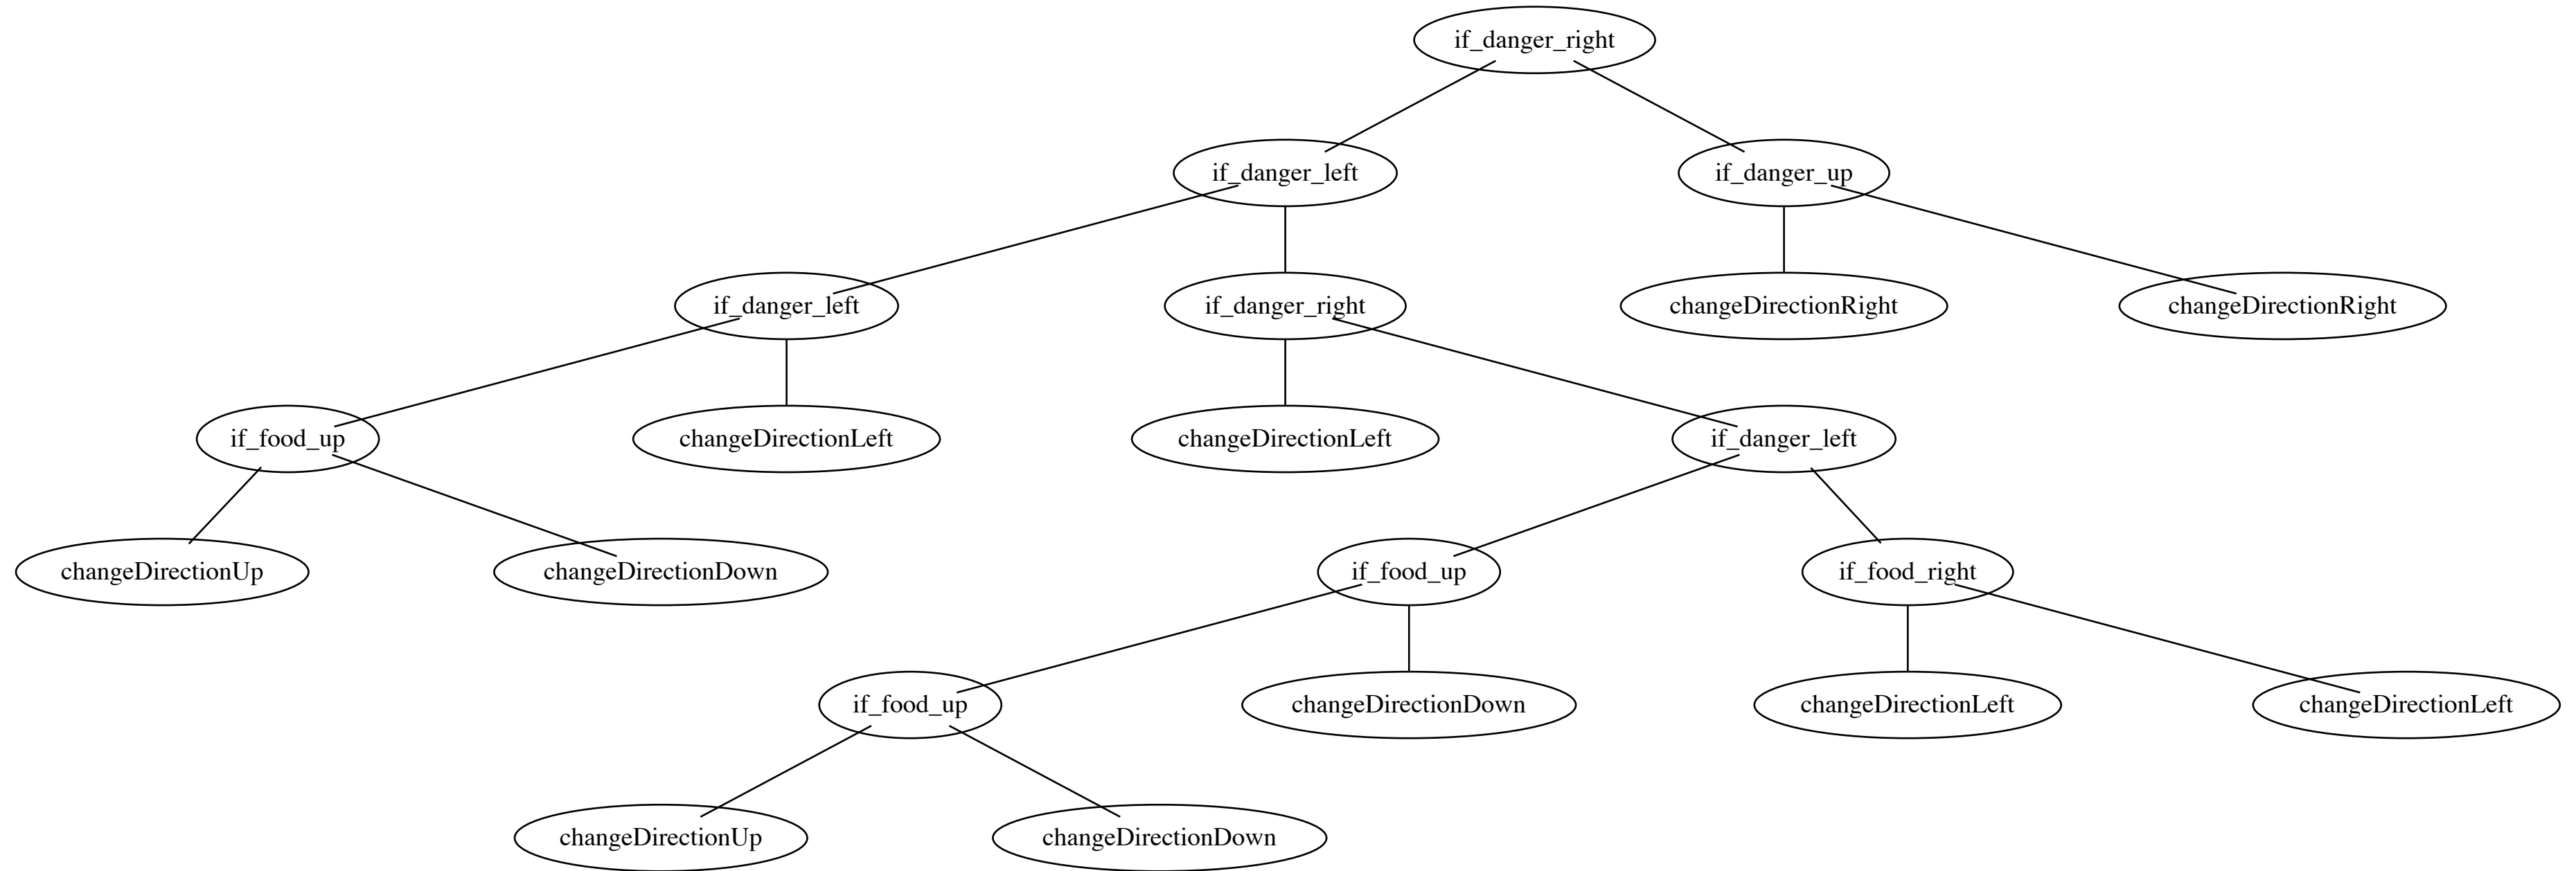 if_danger_right
if_danger_left
if_danger_up
if_danger_left
if_danger_right
changeDirectionRight
changeDirectionRight
if_food_up
changeDirectionLeft
changeDirectionLeft
if_danger_left
changeDirectionUp
changeDirectionDown
if_food_up
if_food_right
if_food_up
changeDirectionDown
changeDirectionLeft
changeDirectionLeft
changeDirectionUp
changeDirectionDown